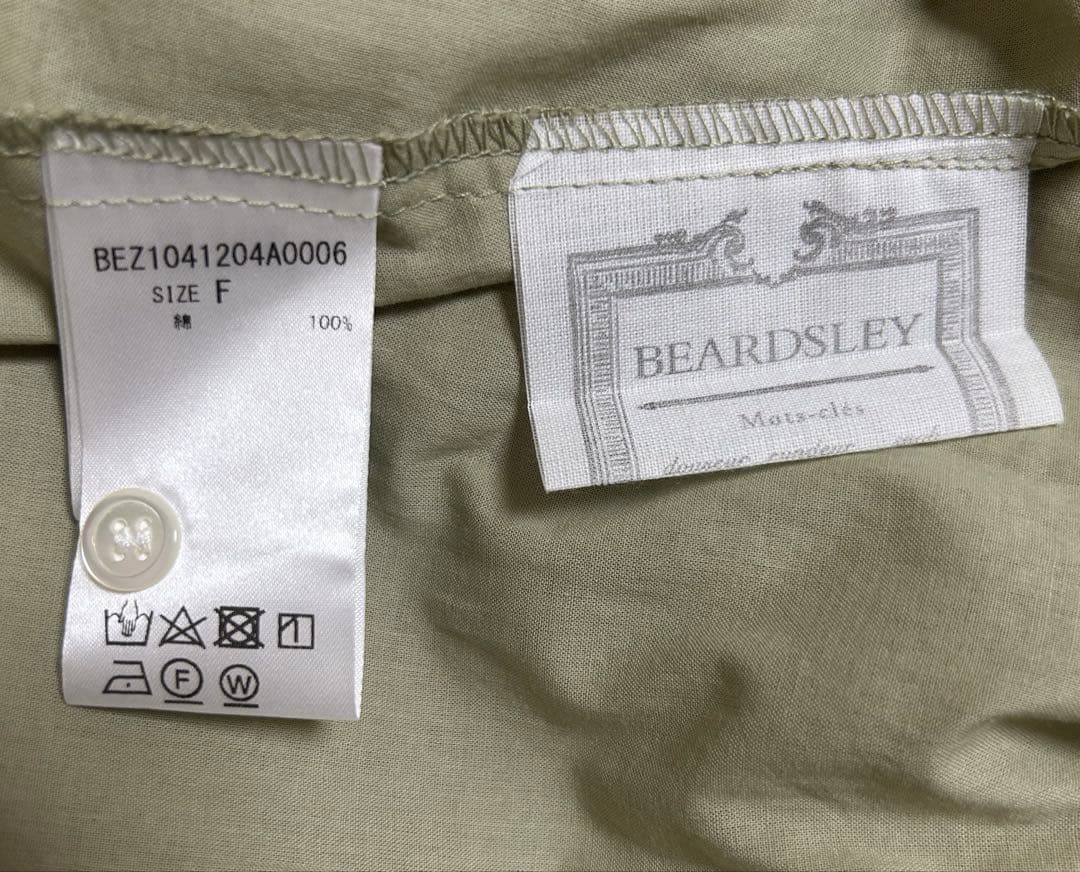 BEZ1041204A0006
SIZE F
綿 100%
F W
BEARDSLEY
Mots-clés